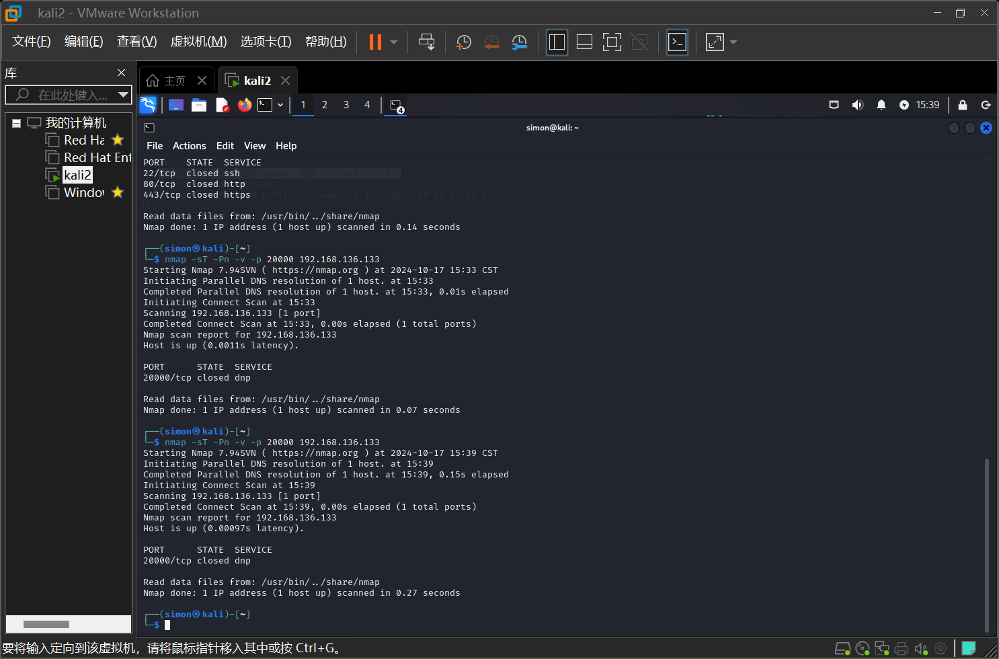 kali2 - VMware Workstation
文件(F) 编辑(E) 查看(V) 虚拟机(M) 选项卡(T) 帮助(H)
库
在此处键入...
我的计算机
Red Ha
Red Hat Ent
kali2
Windov
主页
kali2
1 2 3 4
4
15:39
simon@kali: ~
File Actions Edit View Help
PORT STATE SERVICE
22/tcp closed ssh
80/tcp closed http
443/tcp closed https
Read data files from: /usr/bin/../share/nmap
Nmap done: 1 IP address (1 host up) scanned in 0.14 seconds
┌──(simon㉿kali)-[~]
└─$ nmap -sT -Pn -v -p 20000 192.168.136.133
Starting Nmap 7.94SVN ( https://nmap.org ) at 2024-10-17 15:33 CST
Initiating Parallel DNS resolution of 1 host. at 15:33
Completed Parallel DNS resolution of 1 host. at 15:33, 0.01s elapsed
Initiating Connect Scan at 15:33
Scanning 192.168.136.133 [1 port]
Completed Connect Scan at 15:33, 0.00s elapsed (1 total ports)
Nmap scan report for 192.168.136.133
Host is up (0.0011s latency).
PORT STATE SERVICE
20000/tcp closed dnp
Read data files from: /usr/bin/../share/nmap
Nmap done: 1 IP address (1 host up) scanned in 0.07 seconds
┌──(simon㉿kali)-[~]
└─$ nmap -sT -Pn -v -p 20000 192.168.136.133
Starting Nmap 7.94SVN ( https://nmap.org ) at 2024-10-17 15:39 CST
Initiating Parallel DNS resolution of 1 host. at 15:39
Completed Parallel DNS resolution of 1 host. at 15:39, 0.15s elapsed
Initiating Connect Scan at 15:39
Scanning 192.168.136.133 [1 port]
Completed Connect Scan at 15:39, 0.00s elapsed (1 total ports)
Nmap scan report for 192.168.136.133
Host is up (0.00097s latency).
PORT STATE SERVICE
20000/tcp closed dnp
Read data files from: /usr/bin/../share/nmap
Nmap done: 1 IP address (1 host up) scanned in 0.27 seconds
┌──(simon㉿kali)-[~]
└─$
要将输入定向到该虚拟机，请将鼠标指针移入其中或按 Ctrl+G。